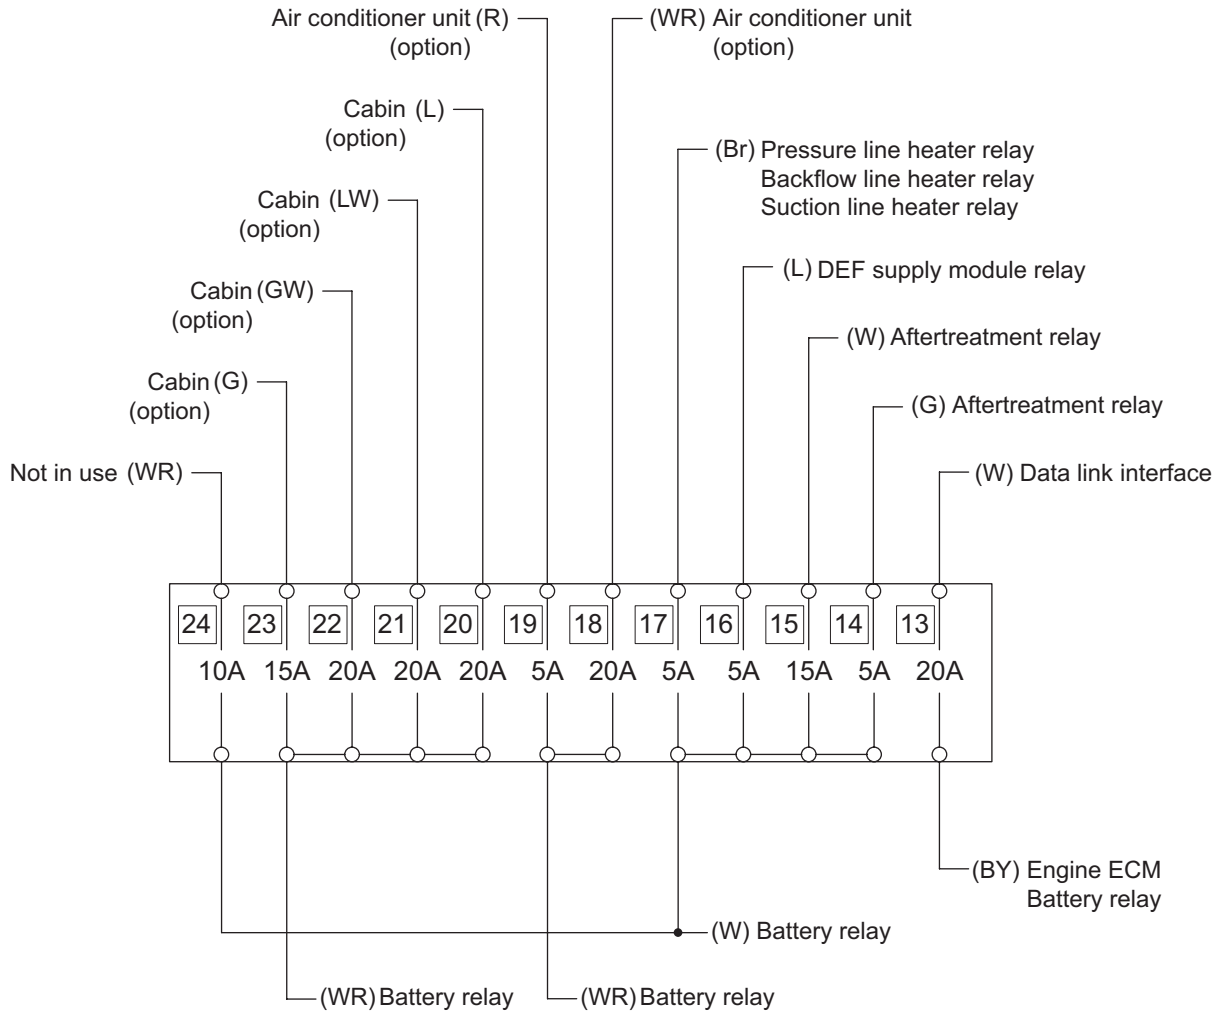 Air conditioner unit (R)
(option)
(WR) Air conditioner unit
(option)
Cabin (L)
(option)
(Br) Pressure line heater relay
Backflow line heater relay
Suction line heater relay
Cabin (LW)
(option)
(L) DEF supply module relay
Cabin (GW)
(option)
(W) Aftertreatment relay
Cabin (G)
(option)
(G) Aftertreatment relay
Not in use (WR)
(W) Data link interface
24 23 22 21 20 19 18 17 16 15 14 13
10A 15A 20A 20A 20A 5A 20A 5A 5A 15A 5A 20A
(BY) Engine ECM
Battery relay
(W) Battery relay
(WR) Battery relay
(WR) Battery relay